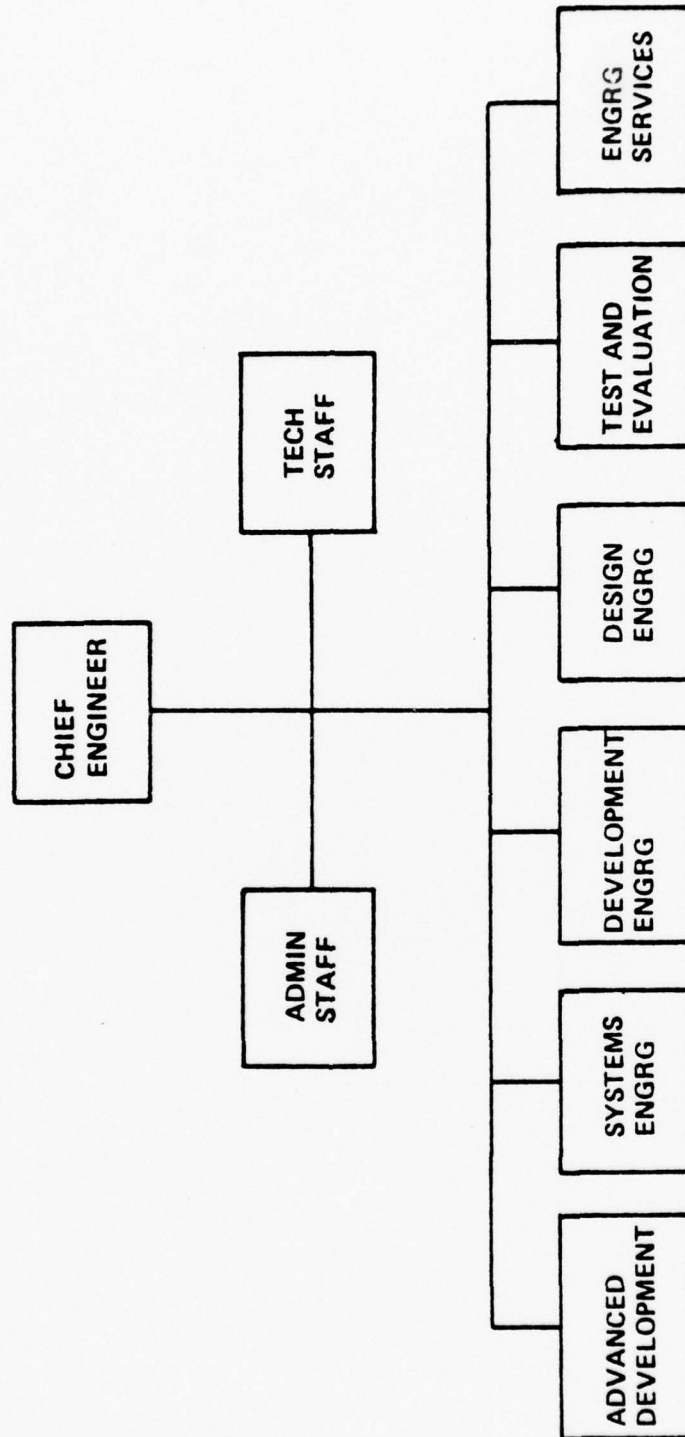 CHIEF
ENGINEER
ADMIN
STAFF
TECH
STAFF
ADVANCED
DEVELOPMENT
SYSTEMS
ENGRG
DEVELOPMENT
ENGRG
DESIGN
ENGRG
TEST AND
EVALUATION
ENGRG
SERVICES